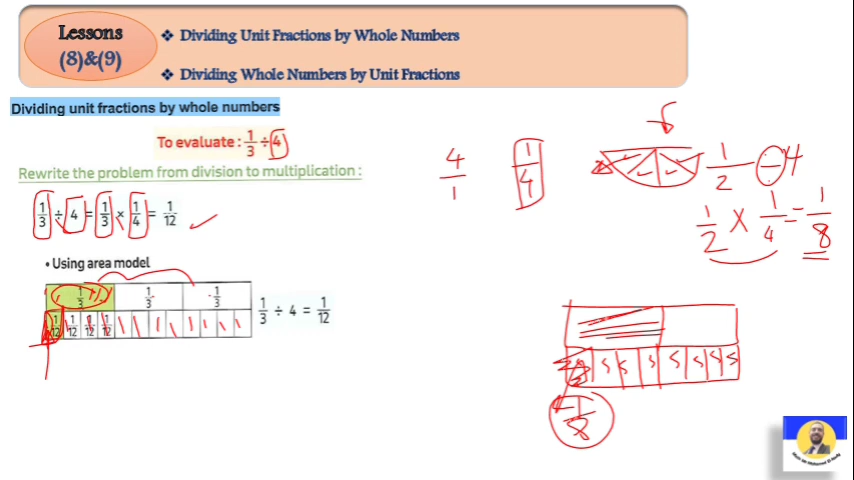 Lessons
(8)&(9)
❖ Dividing Unit Fractions by Whole Numbers
❖ Dividing Whole Numbers by Unit Fractions
Dividing unit fractions by whole numbers
To evaluate : 1/3 ÷ 4
Rewrite the problem from division to multiplication :
1/3 ÷ 4 = 1/3 × 1/4 = 1/12
• Using area model
1/3 1/3 1/3
1/12 1/12 1/12 1/12
1/3 ÷ 4 = 1/12
4/1 1/4
1/2 ÷ 4
1/2 × 1/4 = 1/8
1/8